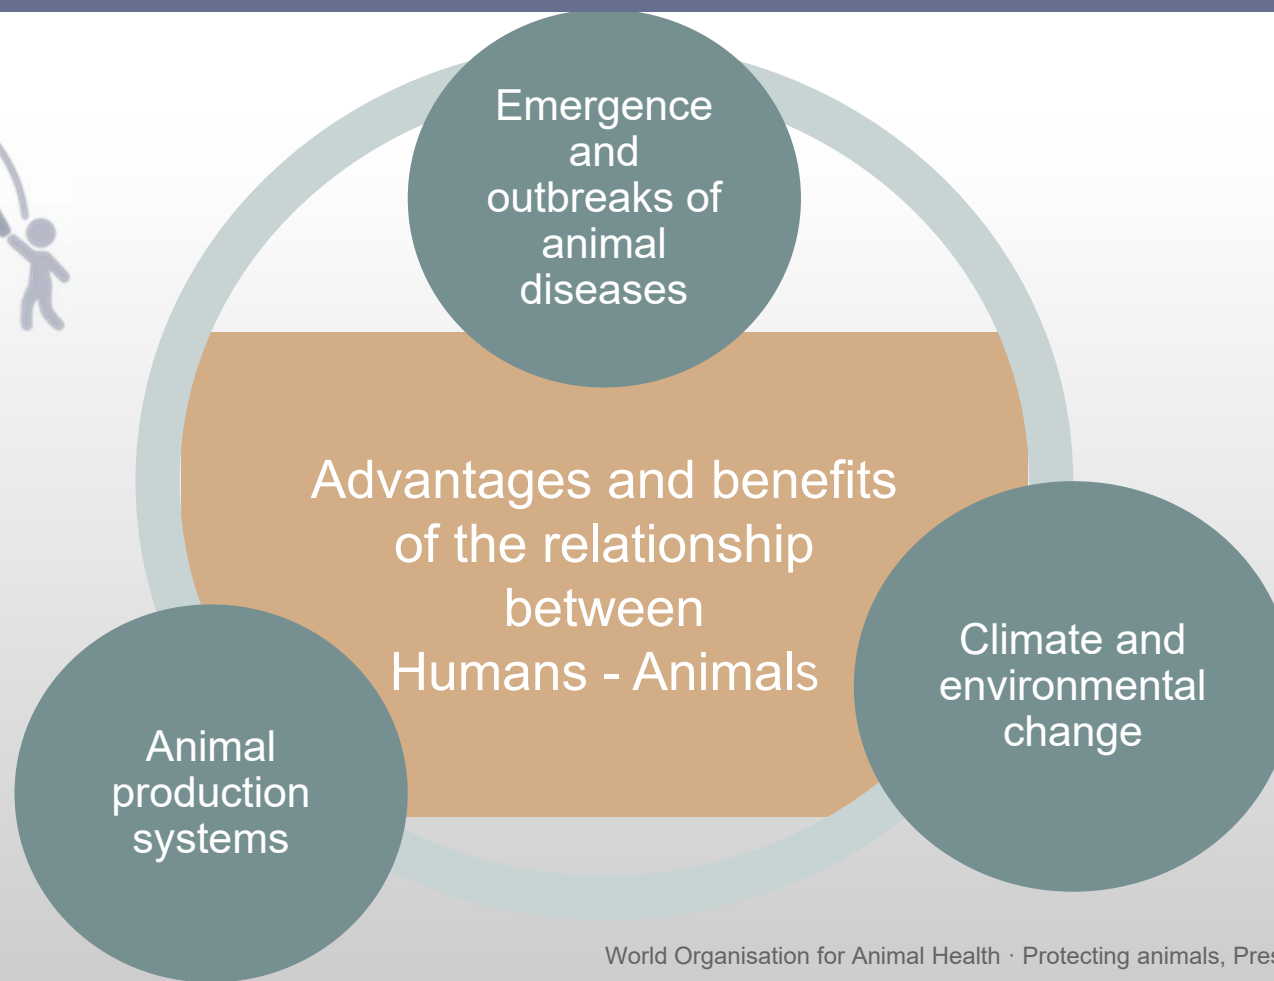 Emergence
and
outbreaks of
animal
diseases
Advantages and benefits
of the relationship
between
Humans - Animals
Climate and
environmental
change
Animal
production
systems
World Organisation for Animal Health · Protecting animals,